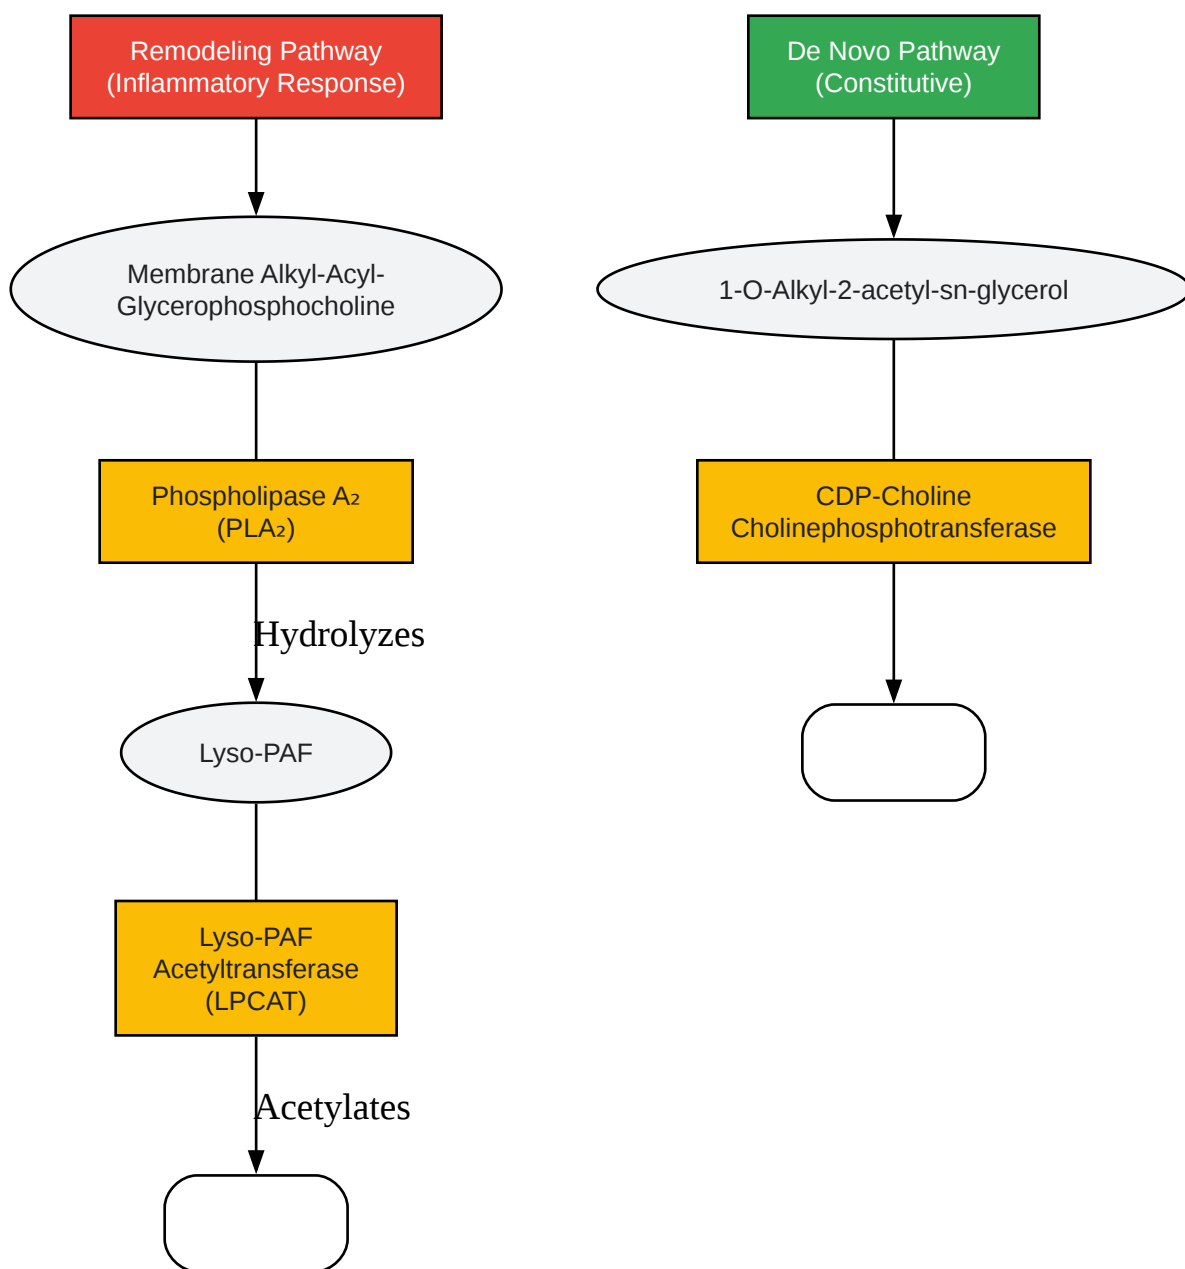 Remodeling Pathway
(Inflammatory Response)
Membrane Alkyl-Acyl-
Glycerophosphocholine
Phospholipase A₂
(PLA₂)
Hydrolyzes
Lyso-PAF
Lyso-PAF
Acetyltransferase
(LPCAT)
Acetylates
De Novo Pathway
(Constitutive)
1-O-Alkyl-2-acetyl-sn-glycerol
CDP-Choline
Cholinephosphotransferase